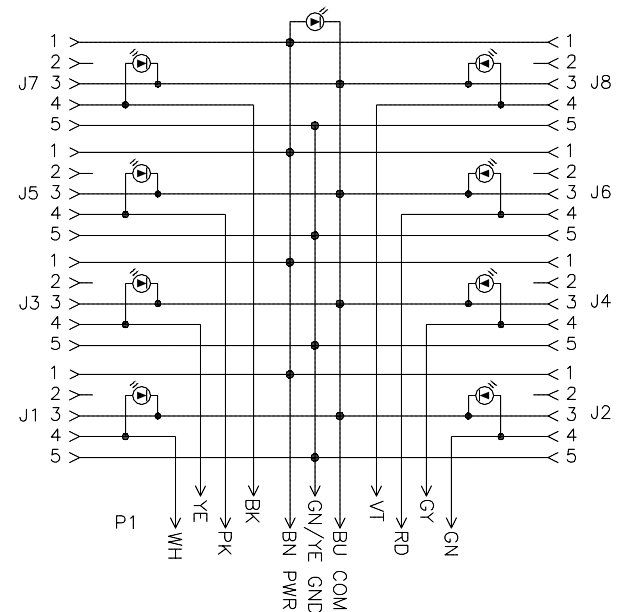 1 1
2 2
J7 3 3 J8
4 4
5 5
1 1
2 2
J5 3 3 J6
4 4
5 5
1 1
2 2
J3 3 3 J4
4 4
5 5
1 1
2 2
J1 3 3 J2
4 4
5 5
P1
WH
YE
PK
BK
BN PWR
GN/YE GND
BU COM
VT
RD
GY
GN